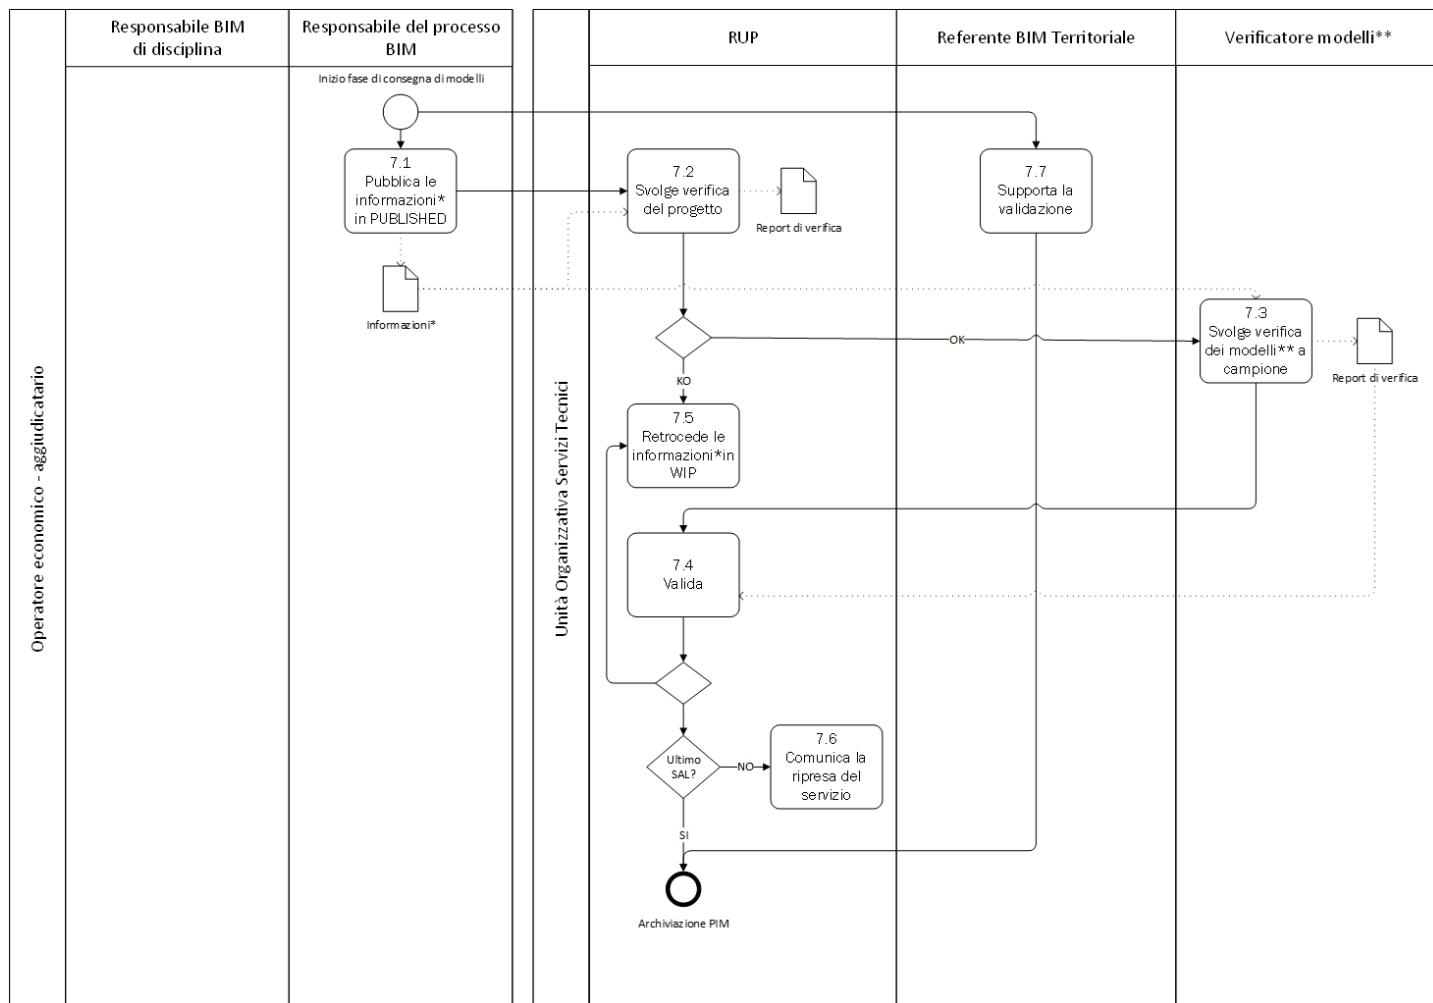 Responsabile BIM
di disciplina
Responsabile del processo
BIM
RUP
Referente BIM Territoriale
Verificatore modelli**
Operatore economico - aggiudicatario
Unità Organizzativa Servizi Tecnici
Inizio fase di consegna di modelli
7.1
Pubblica le
informazioni*
in PUBLISHED
7.2
Svolge verifica
del progetto
Report di verifica
7.7
Supporta la
validazione
Informazioni*
7.3
Svolge verifica
dei modelli** a
campione
Report di verifica
OK
KO
7.5
Retrocede le
informazioni*in
WIP
7.4
Valida
Ultimo
SAL?
NO
7.6
Comunica la
ripresa del
servizio
SI
Archiviazione PIM